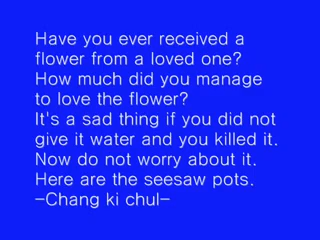 Have you ever received a
flower from a loved one?
How much did you manage
to love the flower?
It's a sad thing if you did not
give it water and you killed it.
Now do not worry about it.
Here are the seesaw pots.
-Chang ki chul-